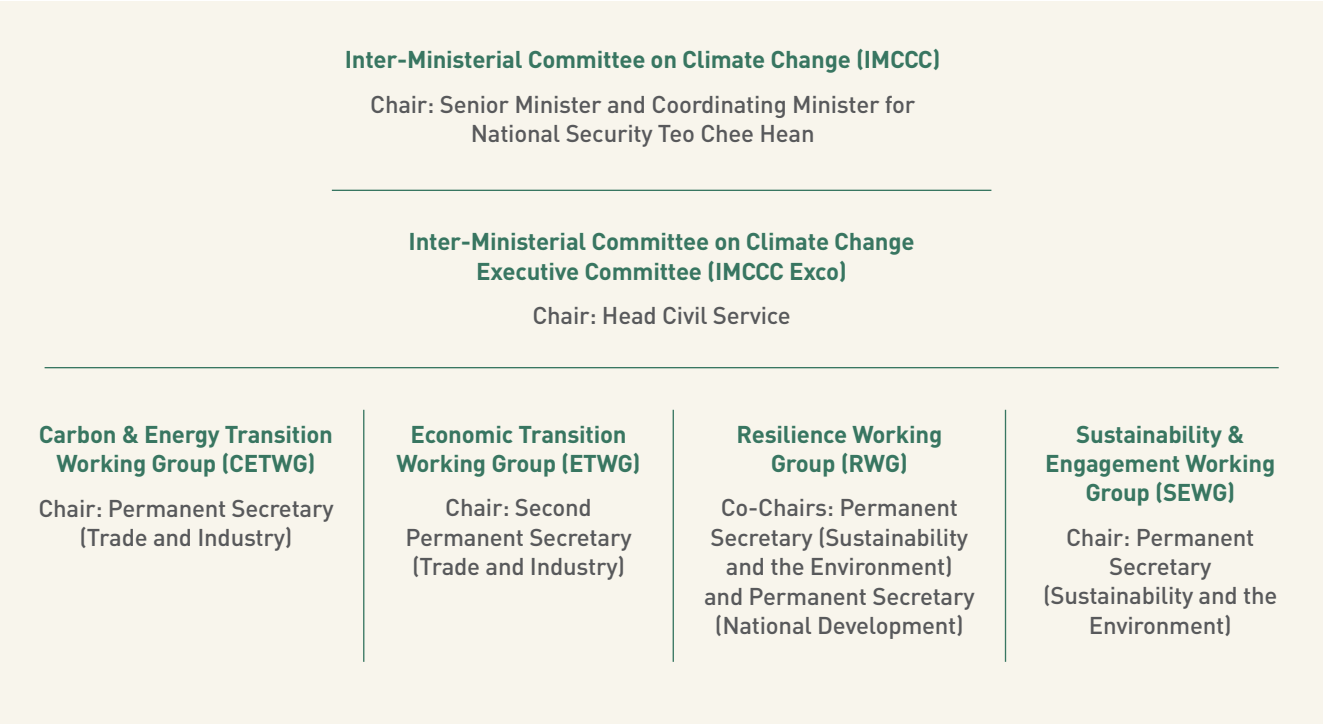 Inter-Ministerial Committee on Climate Change (IMCCC)
Chair: Senior Minister and Coordinating Minister for
National Security Teo Chee Hean
Inter-Ministerial Committee on Climate Change
Executive Committee (IMCCC Exco)
Chair: Head Civil Service
Carbon & Energy Transition
Working Group (CETWG)
Chair: Permanent Secretary
(Trade and Industry)
Economic Transition
Working Group (ETWG)
Chair: Second
Permanent Secretary
(Trade and Industry)
Resilience Working
Group (RWG)
Co-Chairs: Permanent
Secretary (Sustainability
and the Environment)
and Permanent Secretary
(National Development)
Sustainability &
Engagement Working
Group (SEWG)
Chair: Permanent
Secretary
(Sustainability and the
Environment)